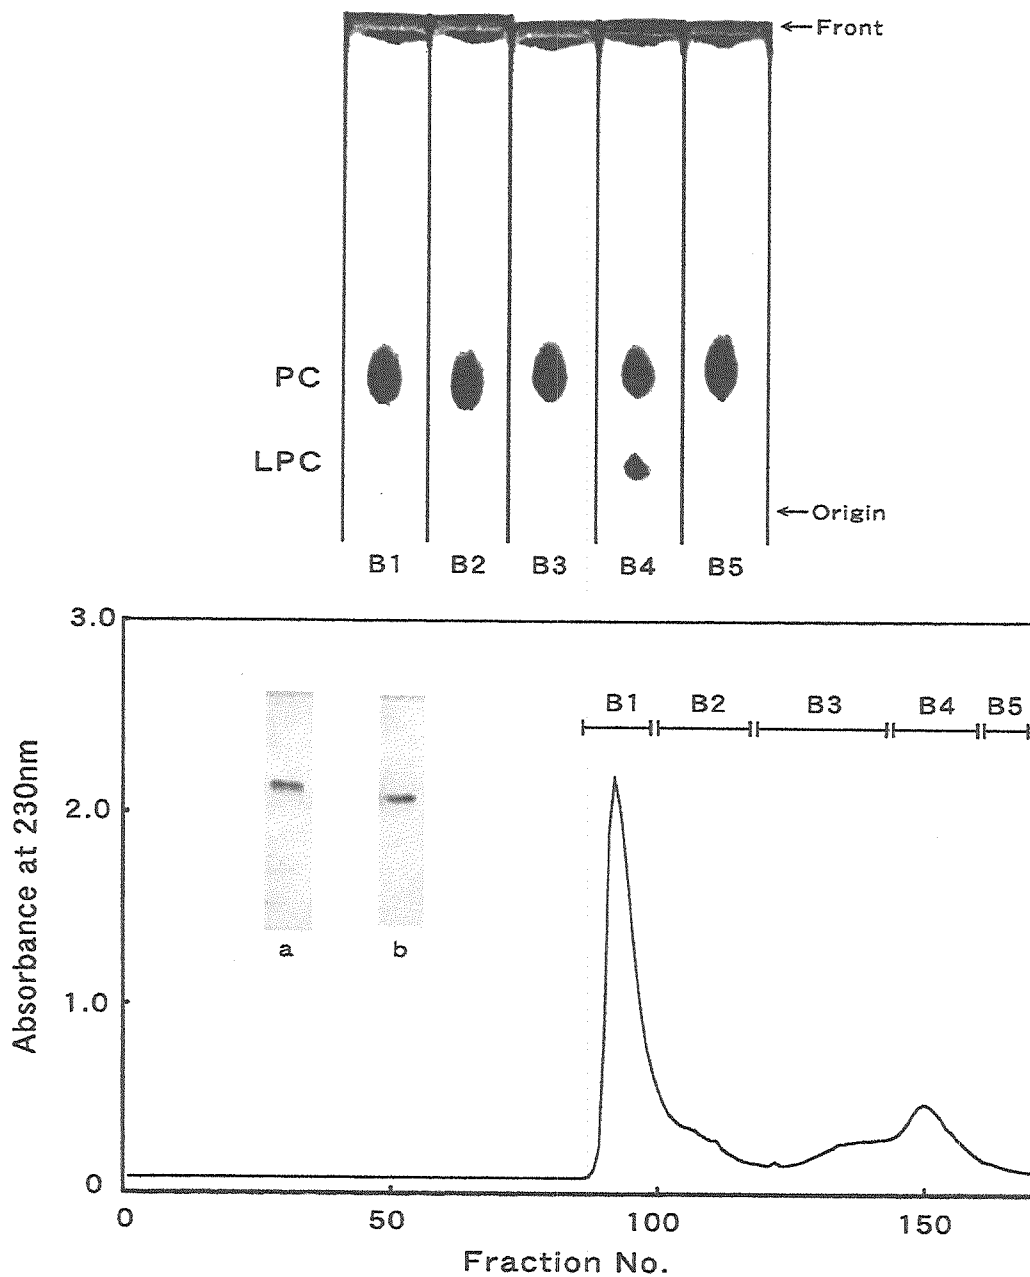 ← Front
PC
LPC
← Origin
B1 B2 B3 B4 B5
3.0
B1 B2 B3 B4 B5
2.0
a b
1.0
0
Absorbance at 230nm
0 50 100 150
Fraction No.